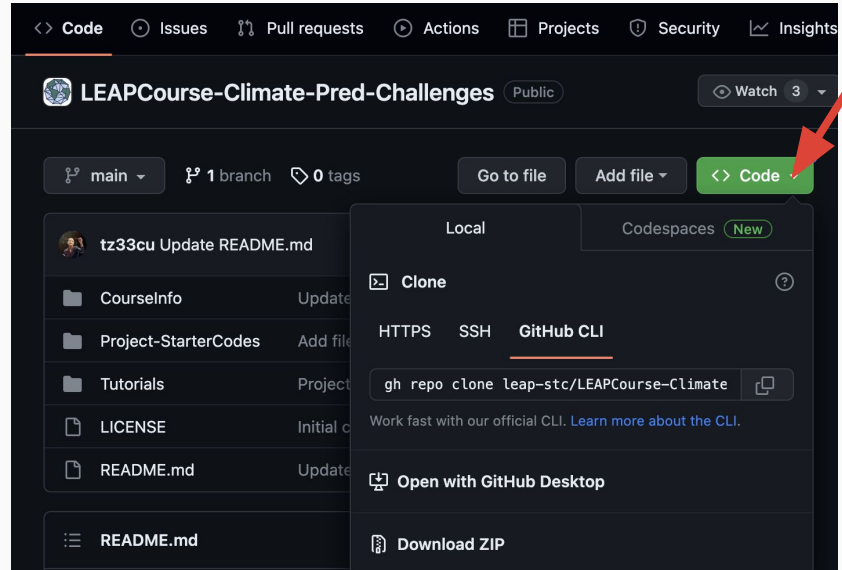 <> Code Issues Pull requests Actions Projects Security Insights
LEAPCourse-Climate-Pred-Challenges Public Watch 3
main 1 branch 0 tags Go to file Add file <> Code
Local Codespaces New
tz33cu Update README.md
Clone
CourseInfo Update
HTTPS SSH GitHub CLI
Project-StarterCodes Add file
gh repo clone leap-stc/LEAPCourse-Climate
Tutorials Project
Work fast with our official CLI. Learn more about the CLI.
LICENSE Initial c
README.md Update
Open with GitHub Desktop
README.md
Download ZIP